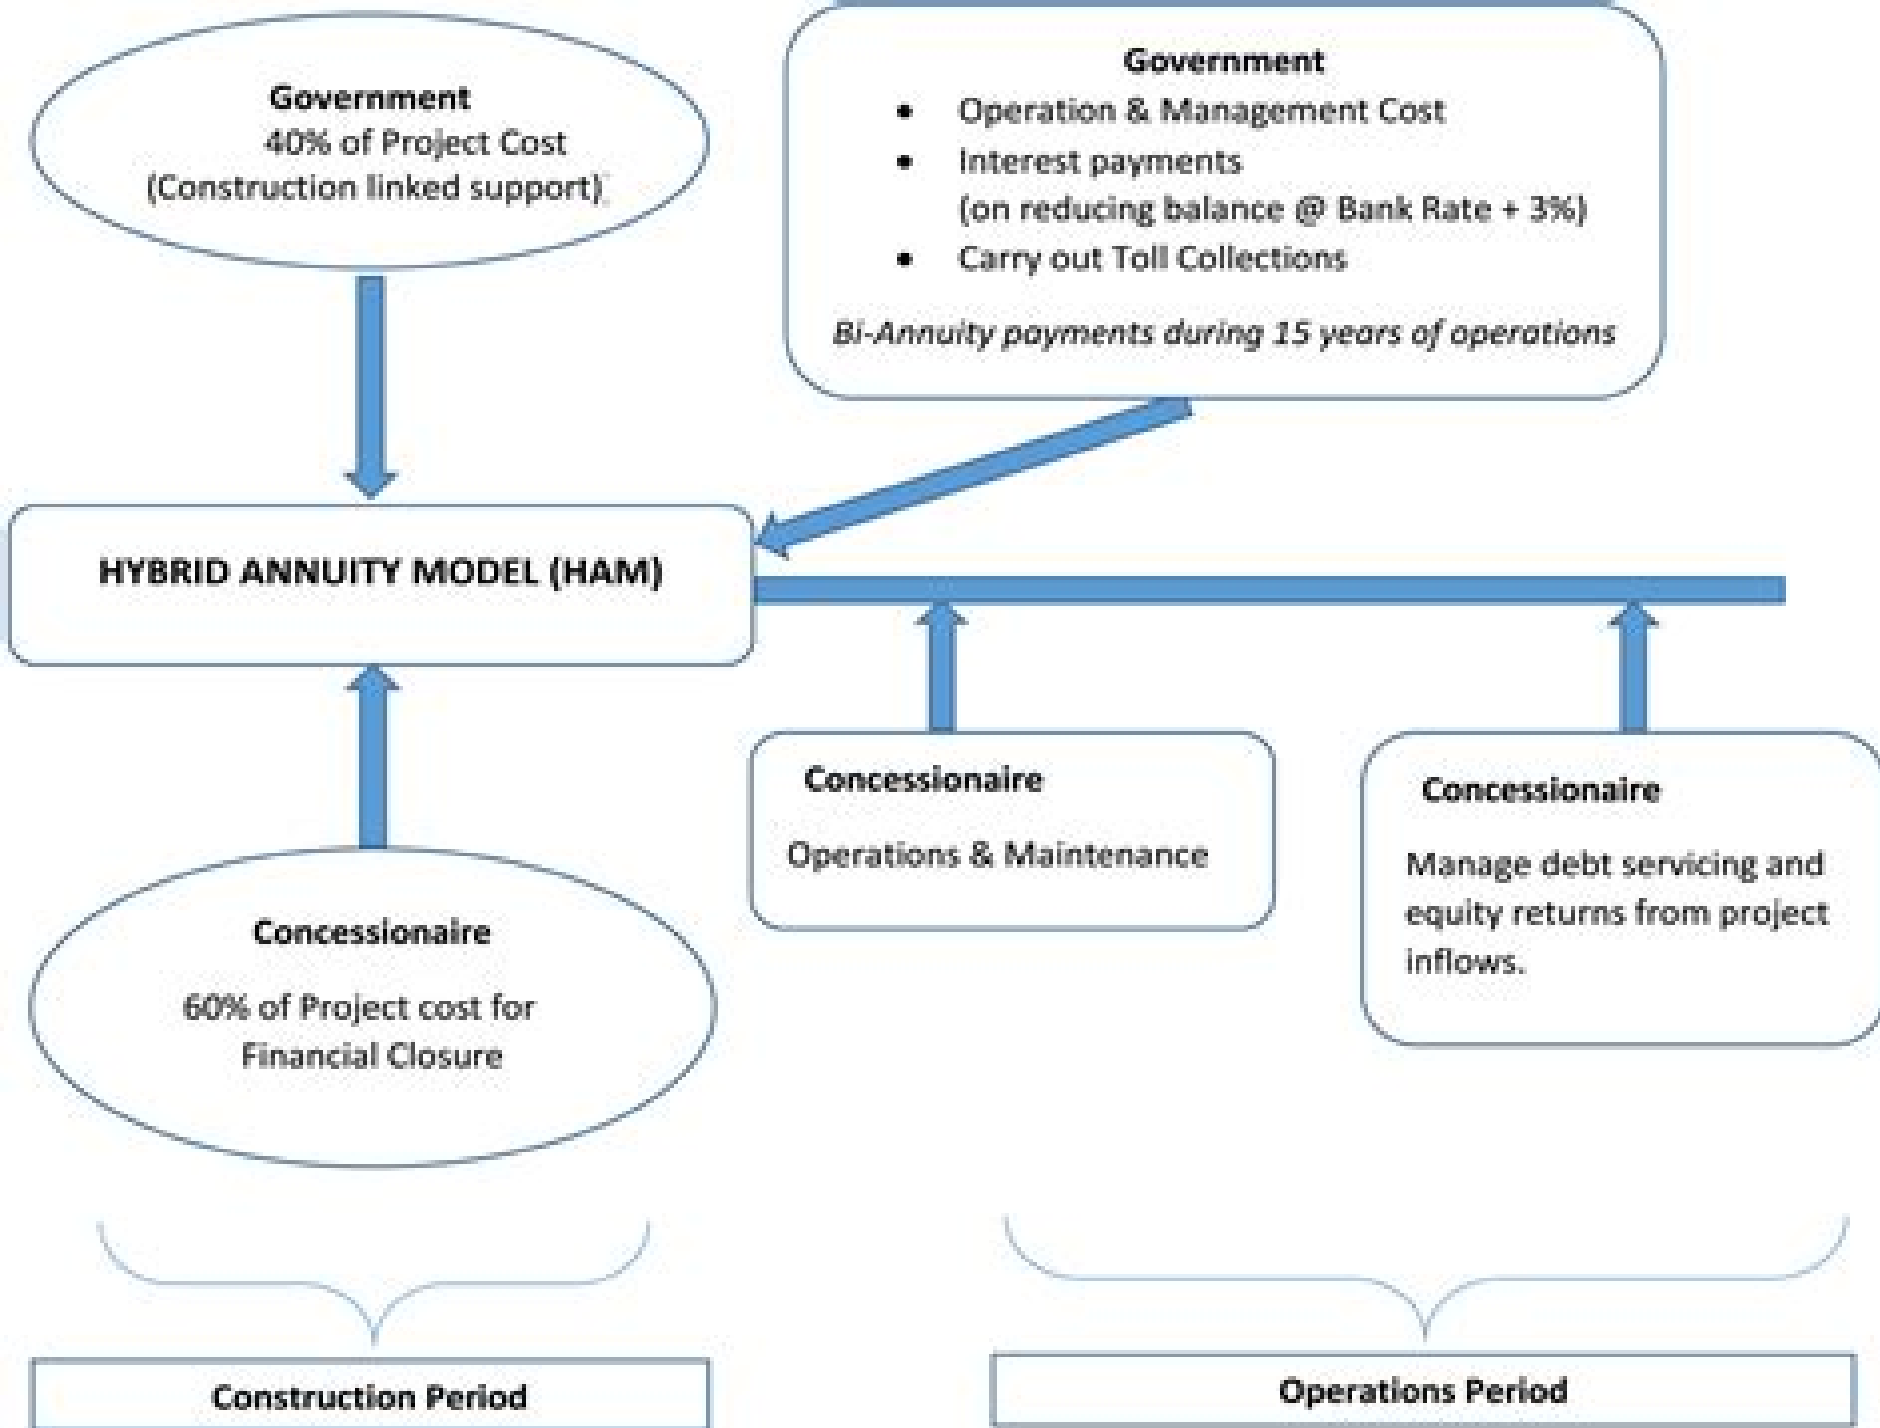 Government
40% of Project Cost
(Construction linked support)
Government
• Operation & Management Cost
• Interest payments
(on reducing balance @ Bank Rate + 3%)
• Carry out Toll Collections
Bi-Annuity payments during 15 years of operations
HYBRID ANNUITY MODEL (HAM)
Concessionaire
60% of Project cost for
Financial Closure
Concessionaire
Operations & Maintenance
Concessionaire
Manage debt servicing and
equity returns from project
inflows.
Construction Period
Operations Period